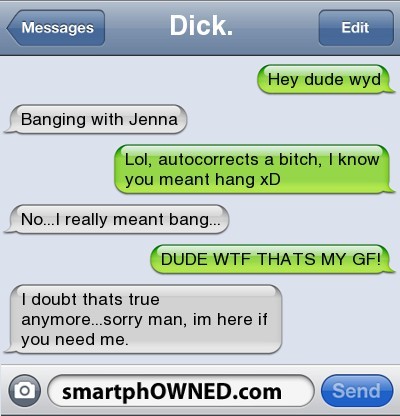 Messages
Dick.
Edit
Hey dude wyd
Banging with Jenna
Lol, autocorrects a bitch, I know
you meant hang xD
No...I really meant bang...
DUDE WTF THATS MY GF!
I doubt thats true
anymore...sorry man, im here if
you need me.
smartphOWNED.com
Send